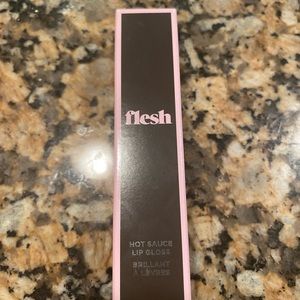 flesh
HOT SAUCE
LIP GLOSS
BRILLANT
À LÈVRES